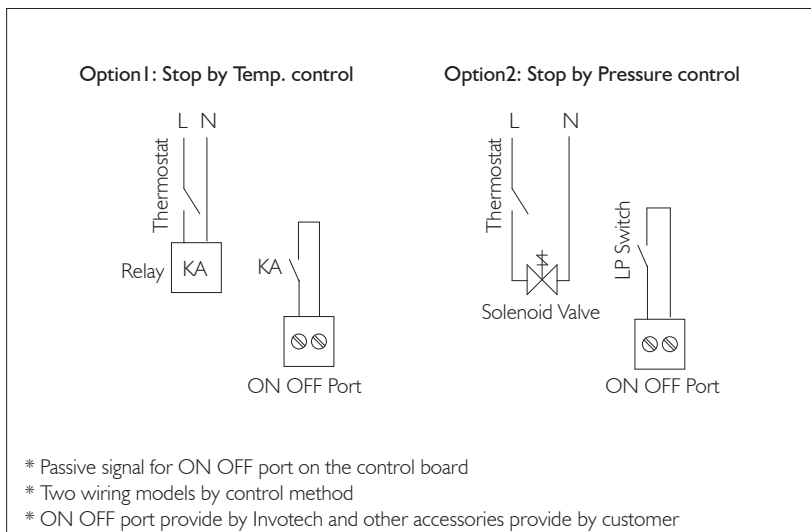 Option1: Stop by Temp. control
Option2: Stop by Pressure control
L N
Thermostat
Relay KA
KA
ON OFF Port
L N
Thermostat
Solenoid Valve
LP Switch
ON OFF Port
* Passive signal for ON OFF port on the control board
* Two wiring models by control method
* ON OFF port provide by Invotech and other accessories provide by customer